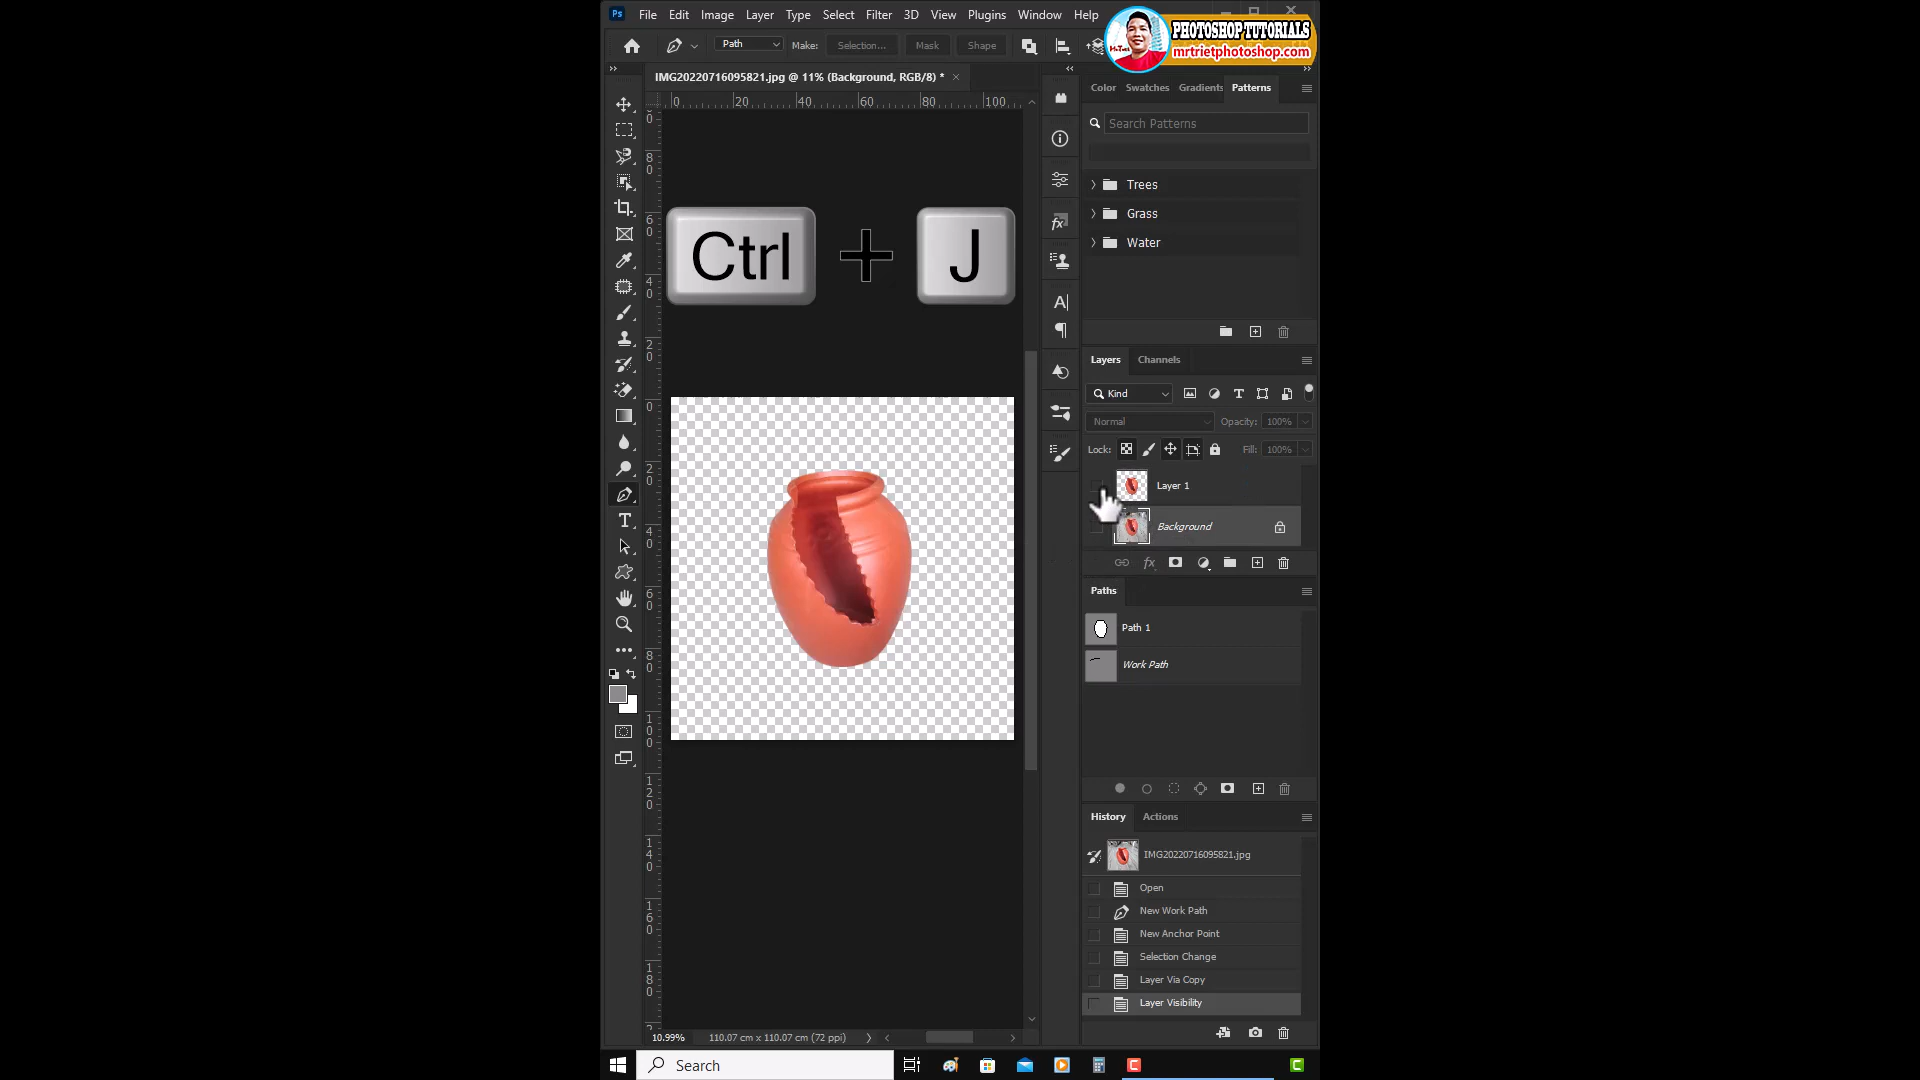 Ps File Edit Image Layer Type Select Filter 3D View Plugins Window Help
PHOTOSHOP TUTORIALS
mrtrietphotoshop.com
Path Make: Selection... Mask Shape
IMG20220716095821.jpg @ 11% (Background, RGB/8) *
0 20 40 60 80 100
Color Swatches Gradients Patterns
Search Patterns
Trees
Grass
Water
Ctrl + J
Layers Channels
Kind
Normal Opacity: 100%
Lock: Fill: 100%
Layer 1
Background
Paths
Path 1
Work Path
History Actions
IMG20220716095821.jpg
Open
New Work Path
New Anchor Point
Selection Change
Layer Via Copy
Layer Visibility
10.99% 110.07 cm x 110.07 cm (72 ppi)
Search